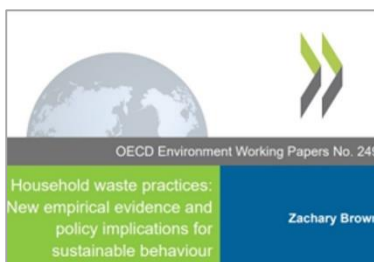 OECD Environment Working Papers No. 249
Household waste practices:
New empirical evidence and
policy implications for
sustainable behaviour
Zachary Brown